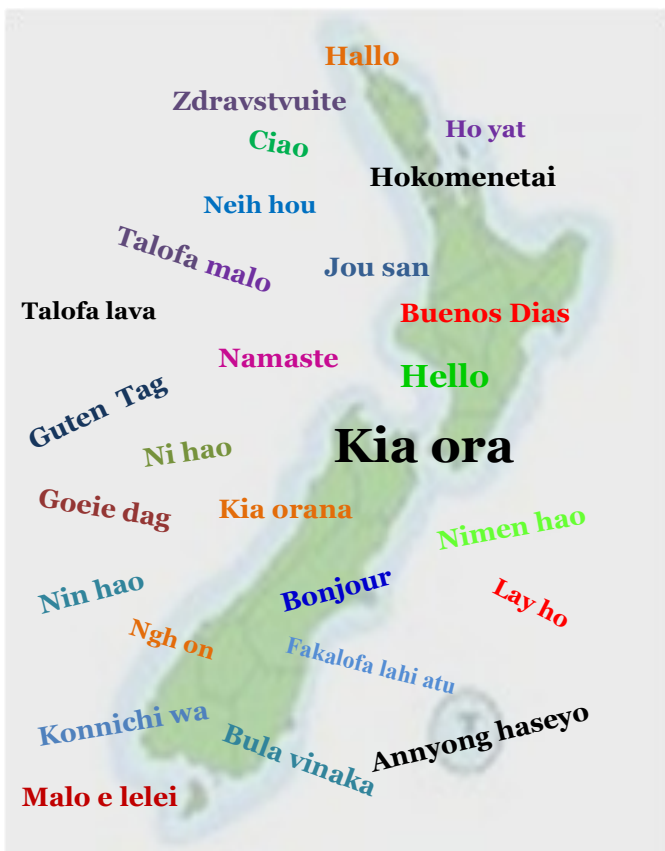 Hallo
Zdravstvuite
Ho yat
Ciao
Hokomenetai
Neih hou
Talofa malo
Jou san
Talofa lava
Buenos Dias
Namaste
Hello
Guten Tag
Kia ora
Ni hao
Goeie dag
Kia orana
Nimen hao
Nin hao
Bonjour
Lay ho
Ngh on
Fakalofa lahi atu
Konnichi wa
Bula vinaka
Annyong haseyo
Malo e lelei